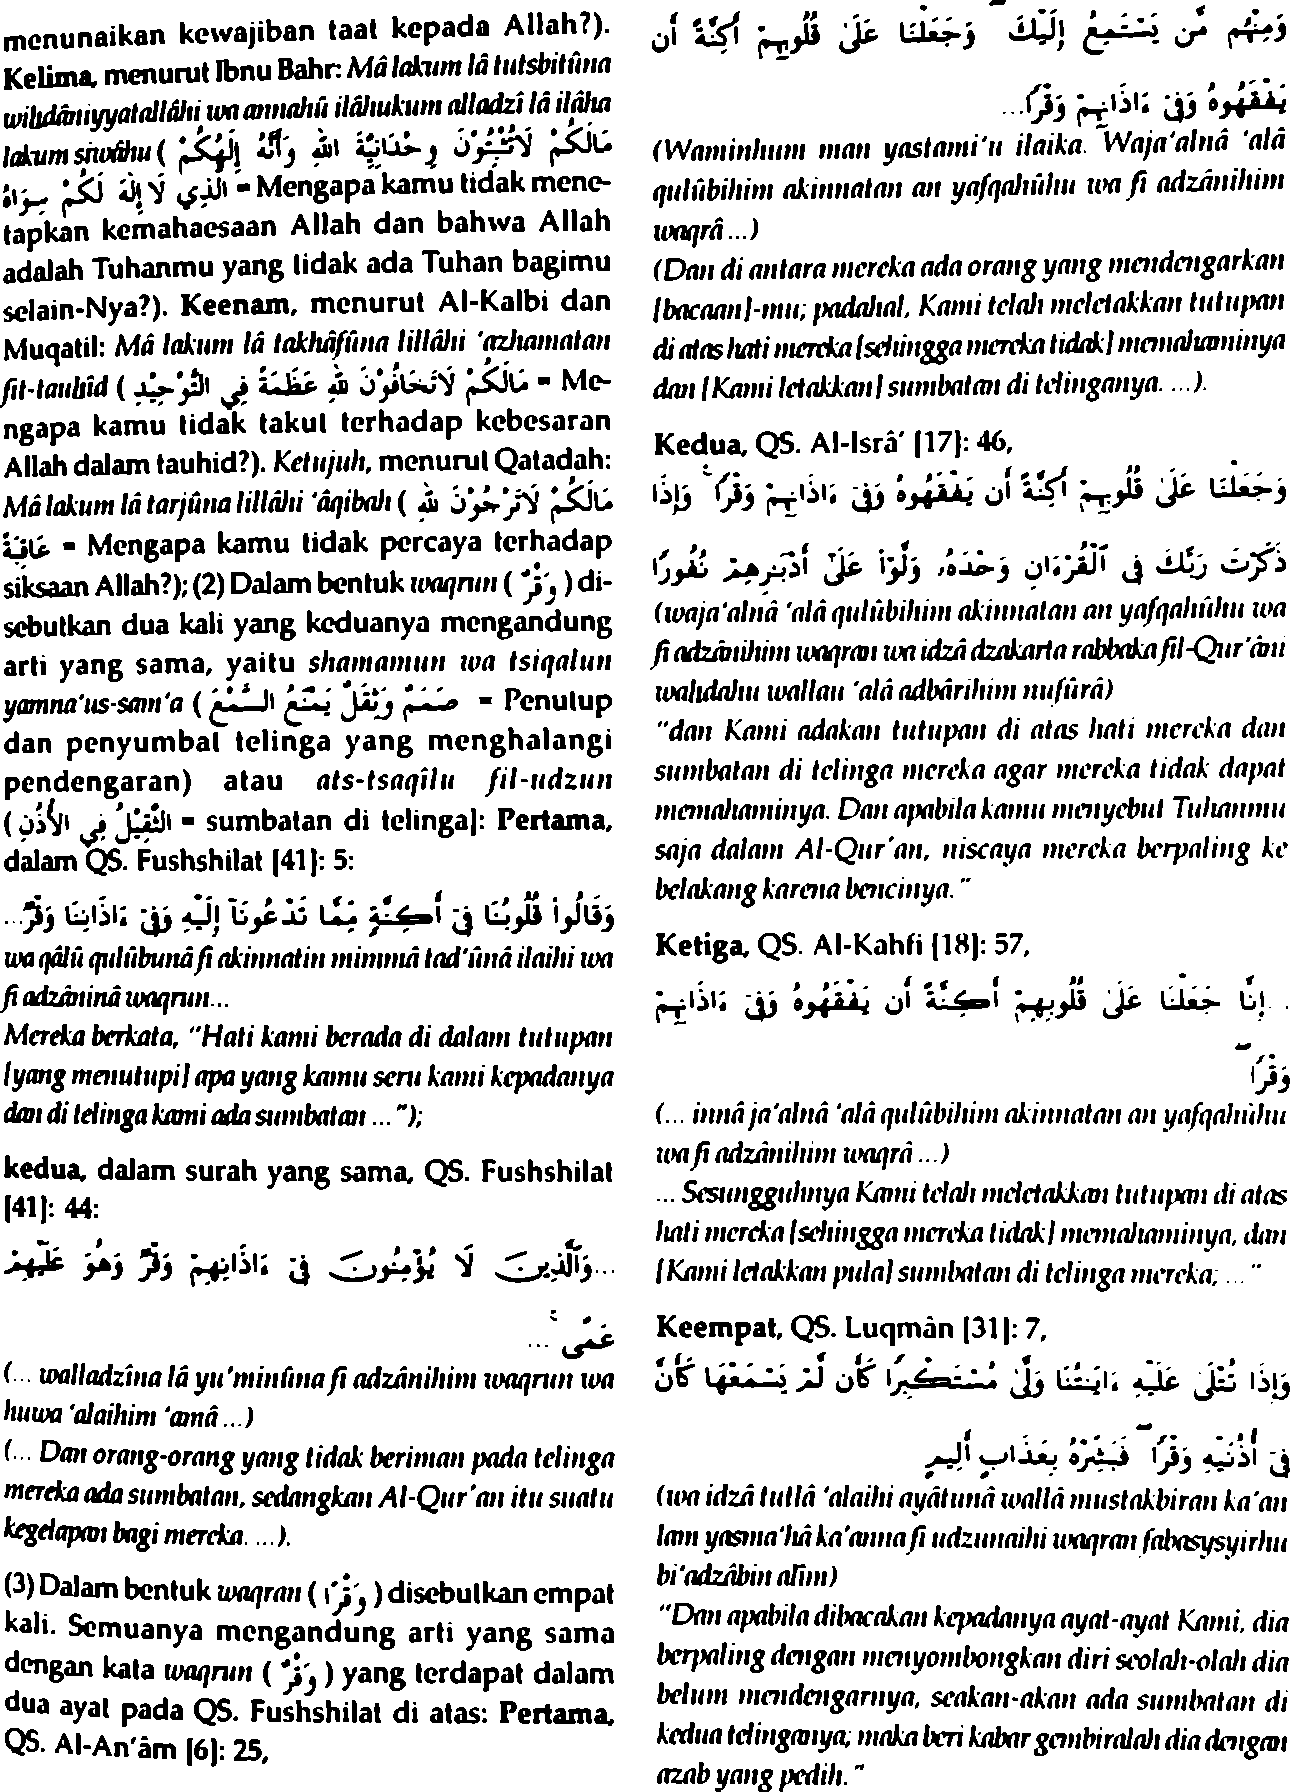 menunaikan kewajiban taat kepada Allah?).
Kelima, menurut Ibnu Bahr: Mâ lakum lâ tutsbitûna
wihdâniyyatallâhi wa annahû ilâhukum alladzî lâ ilâha
lakum siwâhu ( مَالَكُمْ لَاتُثْبِتُوْنَ وِحْدَانِيَّةَ اللهِ وَأَنَّهُ إِلَهُكُمْ
الَّذِي لَا إِلَهَ لَكُمْ سِوَاهُ = Mengapa kamu tidak mene-
tapkan kemahaesaan Allah dan bahwa Allah
adalah Tuhanmu yang tidak ada Tuhan bagimu
selain-Nya?). Keenam, menurut Al-Kalbi dan
Muqatil: Mâ lakum lâ takhâfûna lillâhi 'azhamatan
fit-tauhîd ( مَالَكُمْ لَاتَخَافُوْنَ لِلهِ عَظَمَةً فِي التَّوْحِيْدِ = Me-
ngapa kamu tidak takut terhadap kebesaran
Allah dalam tauhid?). Ketujuh, menurut Qatadah:
Mâ lakum lâ tarjûna lillâhi 'âqibah ( مَالَكُمْ لَاتَرْجُوْنَ لِلهِ
عَاقِبَةً = Mengapa kamu tidak percaya terhadap
siksaan Allah?); (2) Dalam bentuk waqrun ( وَقْرٌ ) di-
sebutkan dua kali yang keduanya mengandung
arti yang sama, yaitu shamamun wa tsiqalun
yamna'us-sam'a ( صَمَمٌ وَثِقَلٌ يَمْنَعُ السَّمْعَ = Penutup
dan penyumbat telinga yang menghalangi
pendengaran) atau ats-tsaqîlu fil-udzun
( الثَّقِيْلُ فِي الأُذُنِ = sumbatan di telinga]: Pertama,
dalam QS. Fushshilat [41]: 5:
وَقَالُوا۟ قُلُوبُنَا فِىٓ أَكِنَّةٍ مِّمَّا تَدْعُونَآ إِلَيْهِ وَفِىٓ ءَاذَانِنَا وَقْرٌ...
wa qâlû qulûbunâ fî akinnatin mimmâ tad'ûnâ ilaihi wa
fî adzâninâ waqrun...
Mereka berkata, "Hati kami berada di dalam tutupan
[yang menutupi] apa yang kamu seru kami kepadanya
dan di telinga kami ada sumbatan ...");
kedua, dalam surah yang sama, QS. Fushshilat
[41]: 44:
...وَٱلَّذِينَ لَا يُؤْمِنُونَ فِىٓ ءَاذَانِهِمْ وَقْرٌ وَهُوَ عَلَيْهِمْ
عَمًى ۚ ...
(... walladzîna lâ yu'minûna fî adzânihim waqrun wa
huwa 'alaihim 'amâ ...)
(... Dan orang-orang yang tidak beriman pada telinga
mereka ada sumbatan, sedangkan Al-Qur'an itu suatu
kegelapan bagi mereka. ...).
(3) Dalam bentuk waqran ( وَقْرًا ) disebutkan empat
kali. Semuanya mengandung arti yang sama
dengan kata waqrun ( وَقْرٌ ) yang terdapat dalam
dua ayat pada QS. Fushshilat di atas: Pertama,
QS. Al-An'âm [6]: 25,
وَمِنْهُم مَّن يَسْتَمِعُ إِلَيْكَ ۖ وَجَعَلْنَا عَلَىٰ قُلُوبِهِمْ أَكِنَّةً أَن
يَفْقَهُوهُ وَفِىٓ ءَاذَانِهِمْ وَقْرًا...
(Waminhum man yastami'u ilaika. Waja'alnâ 'alâ
qulûbihim akinnatan an yafqahûhu wa fî adzânihim
waqrâ ...)
(Dan di antara mereka ada orang yang mendengarkan
[bacaan]-mu; padahal, Kami telah meletakkan tutupan
di atas hati mereka [sehingga mereka tidak] memahaminya
dan [Kami letakkan] sumbatan di telinganya. ...).
Kedua, QS. Al-Isrâ' [17]: 46,
وَجَعَلْنَا عَلَىٰ قُلُوبِهِمْ أَكِنَّةً أَن يَفْقَهُوهُ وَفِىٓ ءَاذَانِهِمْ وَقْرًا ۚ وَإِذَا
ذَكَرْتَ رَبَّكَ فِى ٱلْقُرْءَانِ وَحْدَهُۥ وَلَّوْا۟ عَلَىٰٓ أَدْبَٰرِهِمْ نُفُورًا
(waja'alnâ 'alâ qulûbihim akinnatan an yafqahûhu wa
fî adzânihim waqran wa idzâ dzakarta rabbaka fil-Qur'âni
wahdahu wallau 'alâ adbârihim nufûrâ)
"dan Kami adakan tutupan di atas hati mereka dan
sumbatan di telinga mereka agar mereka tidak dapat
memahaminya. Dan apabila kamu menyebut Tuhanmu
saja dalam Al-Qur'an, niscaya mereka berpaling ke
belakang karena bencinya."
Ketiga, QS. Al-Kahfi [18]: 57,
... إِنَّا جَعَلْنَا عَلَىٰ قُلُوبِهِمْ أَكِنَّةً أَن يَفْقَهُوهُ وَفِىٓ ءَاذَانِهِمْ
وَقْرًا ۖ
(... innâ ja'alnâ 'alâ qulûbihim akinnatan an yafqahûhu
wa fî adzânihim waqrâ ...)
... Sesungguhnya Kami telah meletakkan tutupan di atas
hati mereka [sehingga mereka tidak] memahaminya, dan
[Kami letakkan pula] sumbatan di telinga mereka; ..."
Keempat, QS. Luqmân [31]: 7,
وَإِذَا تُتْلَىٰ عَلَيْهِ ءَايَٰتُنَا وَلَّىٰ مُسْتَكْبِرًا كَأَن لَّمْ يَسْمَعْهَا كَأَنَّ
فِىٓ أُذُنَيْهِ وَقْرًا ۖ فَبَشِّرْهُ بِعَذَابٍ أَلِيمٍ
(wa idzâ tutlâ 'alaihi ayâtunâ wallâ mustakbiran ka'an
lam yasma'hâ ka'anna fî udzunaihi waqran fabasysyirhu
bi'adzâbin alîm)
"Dan apabila dibacakan kepadanya ayat-ayat Kami, dia
berpaling dengan menyombongkan diri seolah-olah dia
belum mendengarnya, seakan-akan ada sumbatan di
kedua telinganya; maka beri kabar gembiralah dia dengan
azab yang pedih."